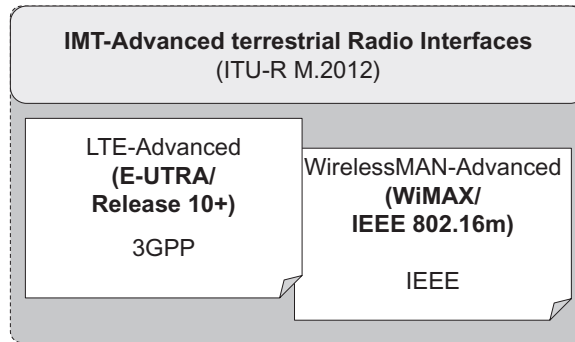 IMT-Advanced terrestrial Radio Interfaces
(ITU-R M.2012)
LTE-Advanced
(E-UTRA/
Release 10+)
3GPP
WirelessMAN-Advanced
(WiMAX/
IEEE 802.16m)
IEEE